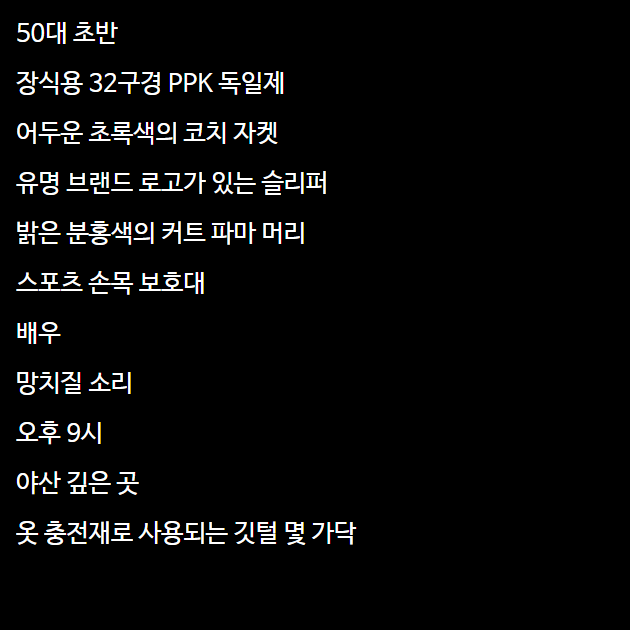 50대 초반
장식용 32구경 PPK 독일제
어두운 초록색의 코치 자켓
유명 브랜드 로고가 있는 슬리퍼
밝은 분홍색의 커트 파마 머리
스포츠 손목 보호대
배우
망치질 소리
오후 9시
야산 깊은 곳
옷 충전재로 사용되는 깃털 몇 가닥